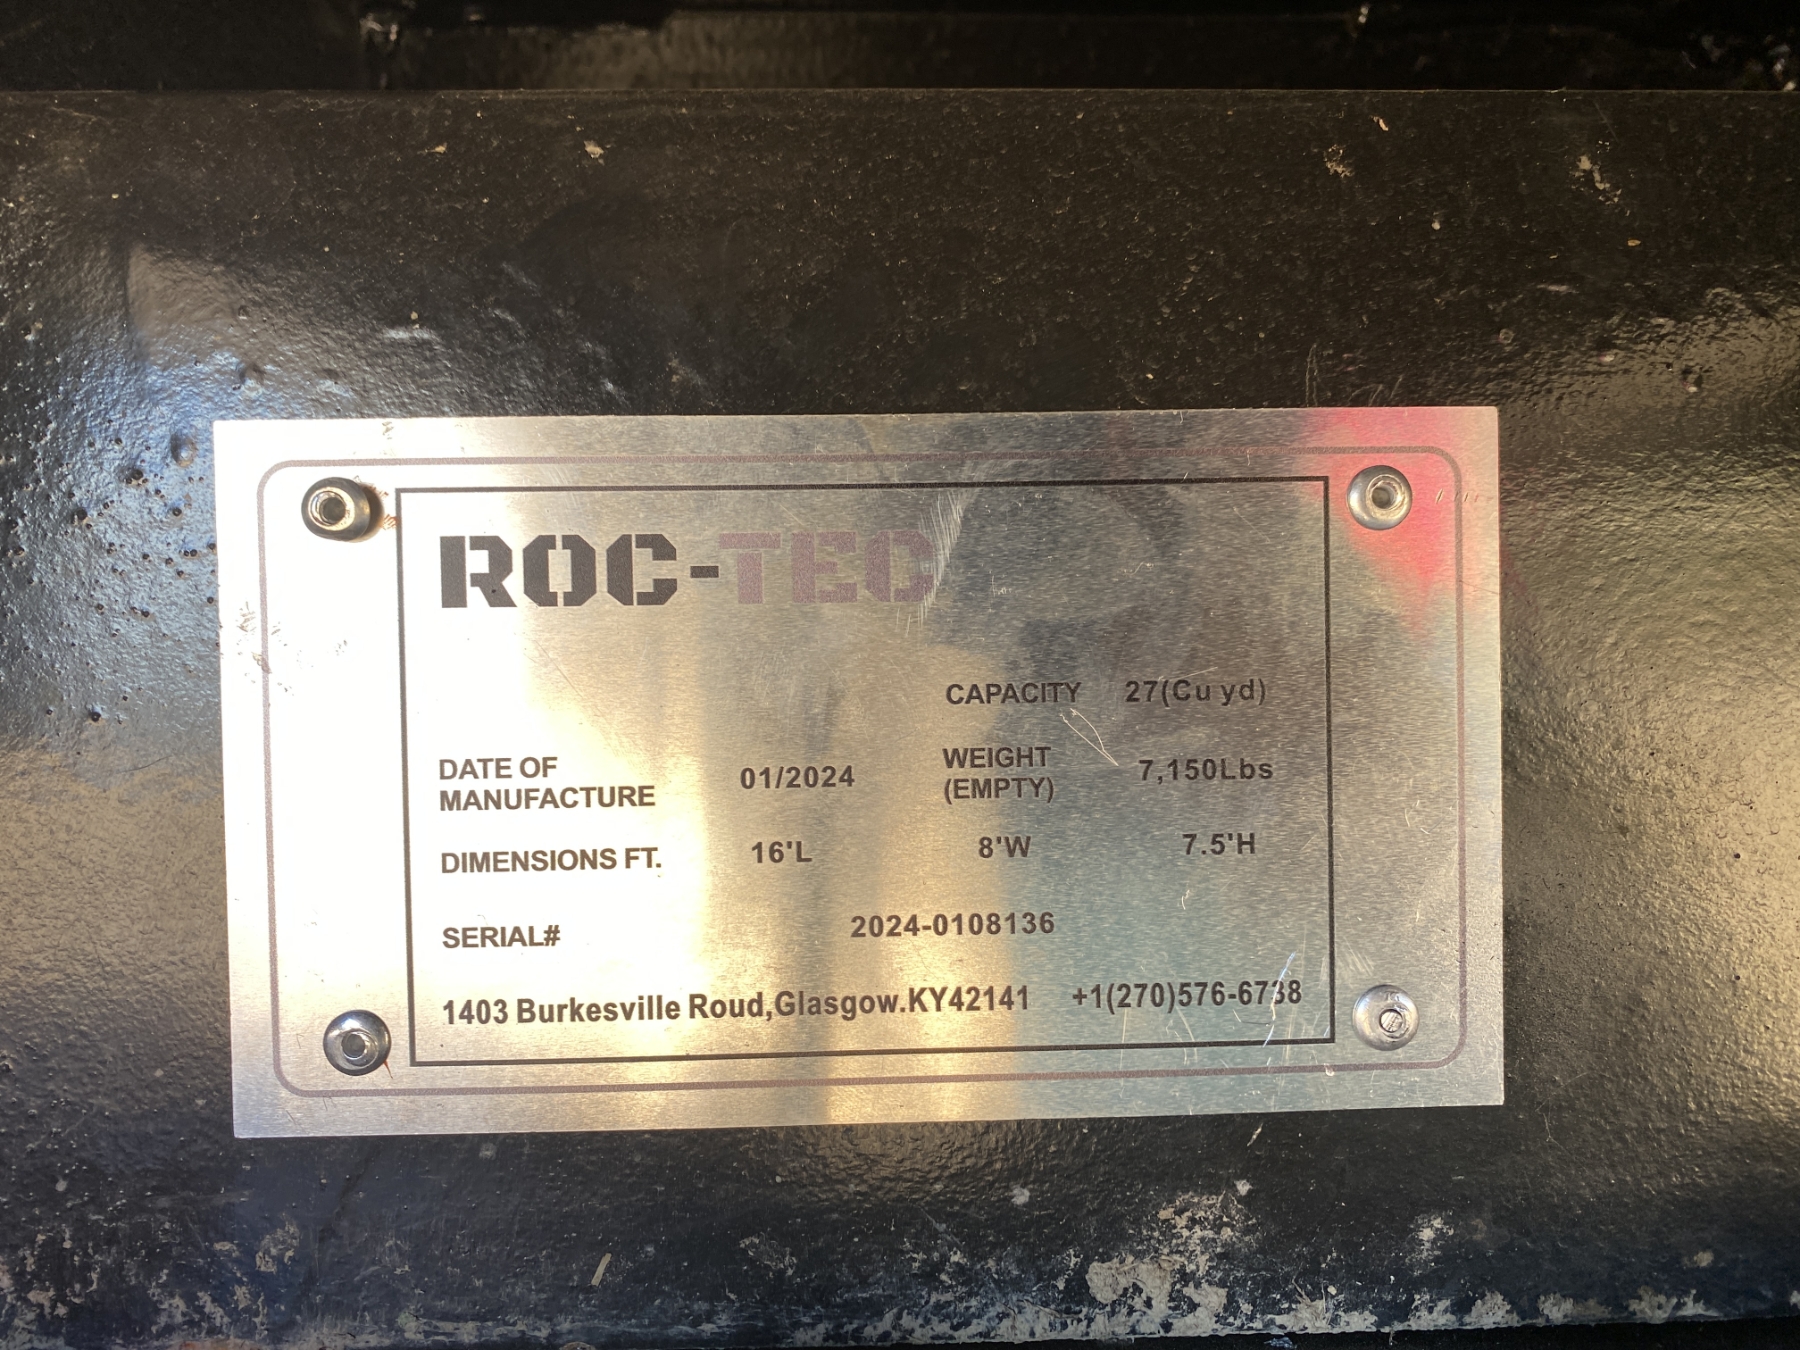 ROC-TEC
CAPACITY 27(Cu yd)
DATE OF MANUFACTURE 01/2024 WEIGHT (EMPTY) 7,150Lbs
DIMENSIONS FT. 16'L 8'W 7.5'H
SERIAL# 2024-0108136
1403 Burkesville Roud,Glasgow.KY42141 +1(270)576-6738